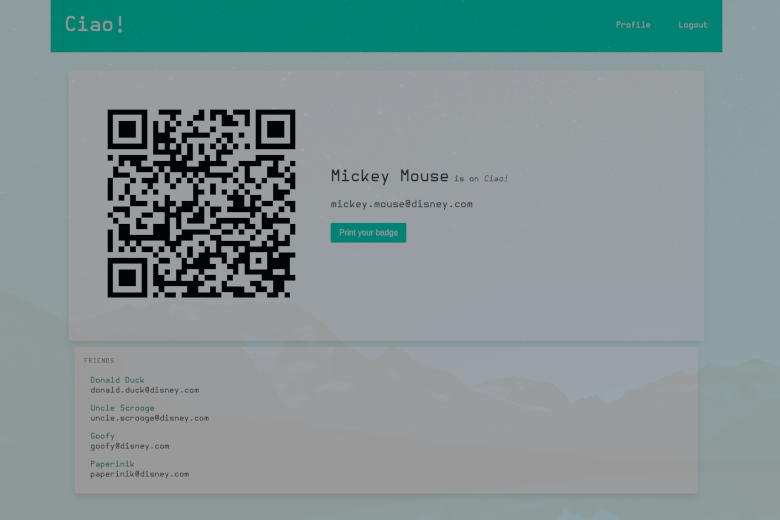 Ciao!
Profile
Logout
Mickey Mouse is on Ciao!
mickey.mouse@disney.com
Print your badge
FRIENDS
Donald Duck
donald.duck@disney.com
Uncle Scrooge
uncle.scrooge@disney.com
Goofy
goofy@disney.com
Paperinik
paperinik@disney.com